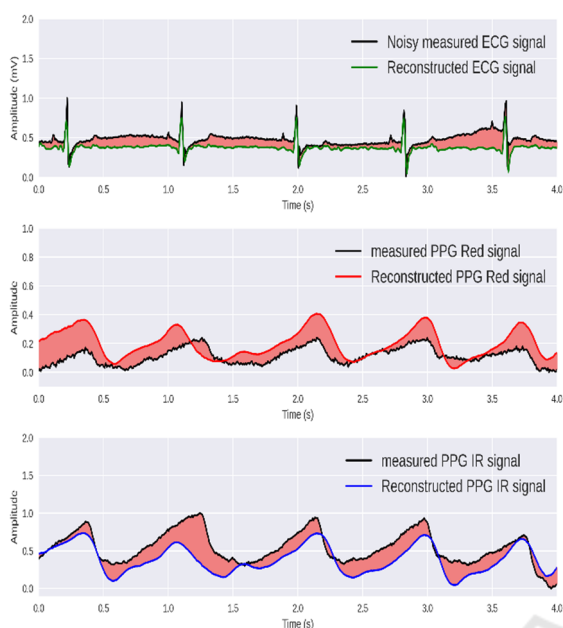 2.0
Noisy measured ECG signal
Reconstructed ECG signal
1.5
1.0
0.5
0.0
Amplitude (mV)
0.0 0.5 1.0 1.5 2.0 2.5 3.0 3.5 4.0
Time (s)
1.0
measured PPG Red signal
Reconstructed PPG Red signal
0.8
0.6
0.4
0.2
0.0
Amplitude
0.0 0.5 1.0 1.5 2.0 2.5 3.0 3.5 4.0
Time (s)
2.0
measured PPG IR signal
Reconstructed PPG IR signal
1.5
1.0
0.5
0.0
Amplitude
0.0 0.5 1.0 1.5 2.0 2.5 3.0 3.5 4.0
Time (s)